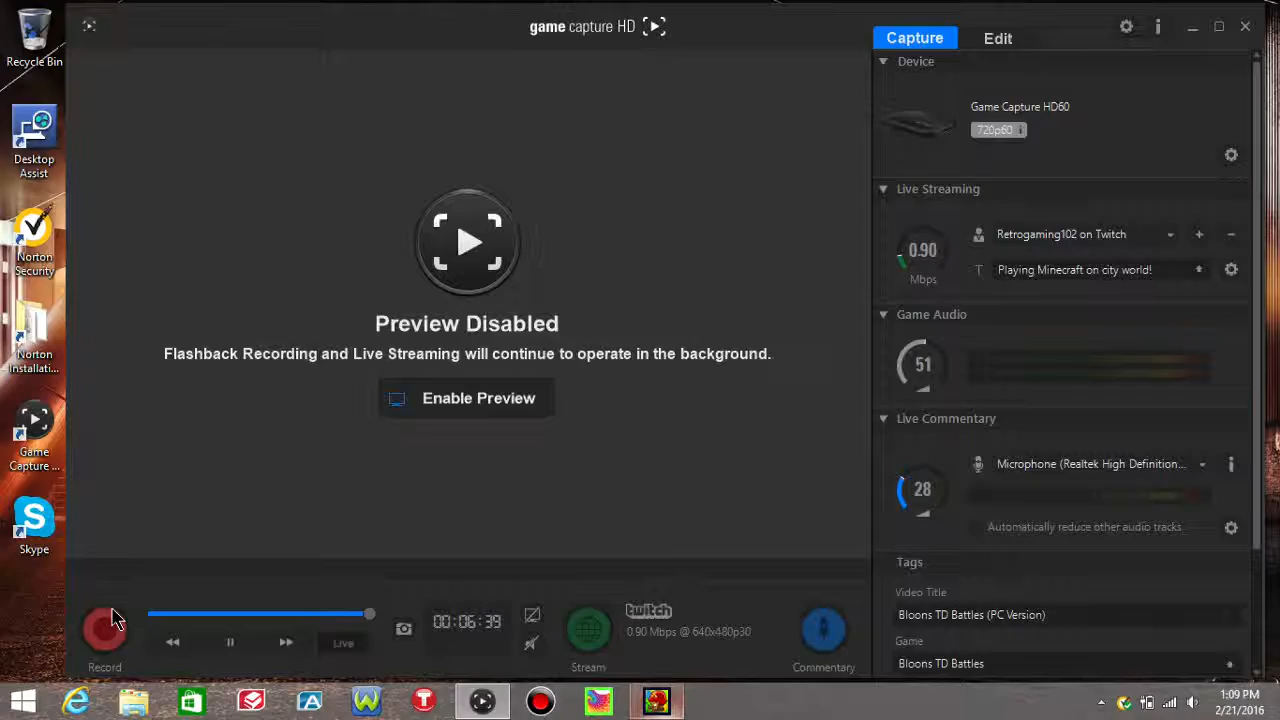 Recycle Bin
Desktop
Assist
Norton
Security
Norton
Installati...
Game
Capture ...
Skype
game capture HD
Preview Disabled
Flashback Recording and Live Streaming will continue to operate in the background.
Enable Preview
Record
Live
00:06:39
Stream
twitch
0.90 Mbps @ 640x480p30
Commentary
Capture
Edit
Device
Game Capture HD60
720p60
Live Streaming
0.90
Mbps
Retrogaming102 on Twitch
Playing Minecraft on city world!
Game Audio
51
Live Commentary
28
Microphone (Realtek High Definition...
Automatically reduce other audio tracks
Tags
Video Title
Bloons TD Battles (PC Version)
Game
Bloons TD Battles
1:09 PM
2/21/2016